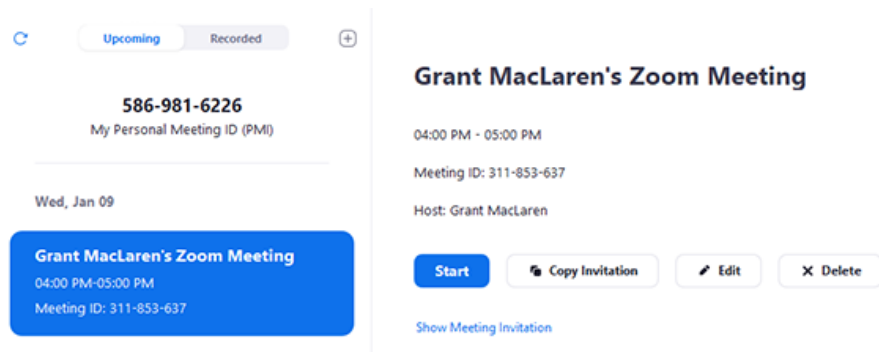 Upcoming
Recorded
586-981-6226
My Personal Meeting ID (PMI)
Wed, Jan 09
Grant MacLaren's Zoom Meeting
04:00 PM-05:00 PM
Meeting ID: 311-853-637
Grant MacLaren's Zoom Meeting
04:00 PM - 05:00 PM
Meeting ID: 311-853-637
Host: Grant MacLaren
Start
Copy Invitation
Edit
Delete
Show Meeting Invitation